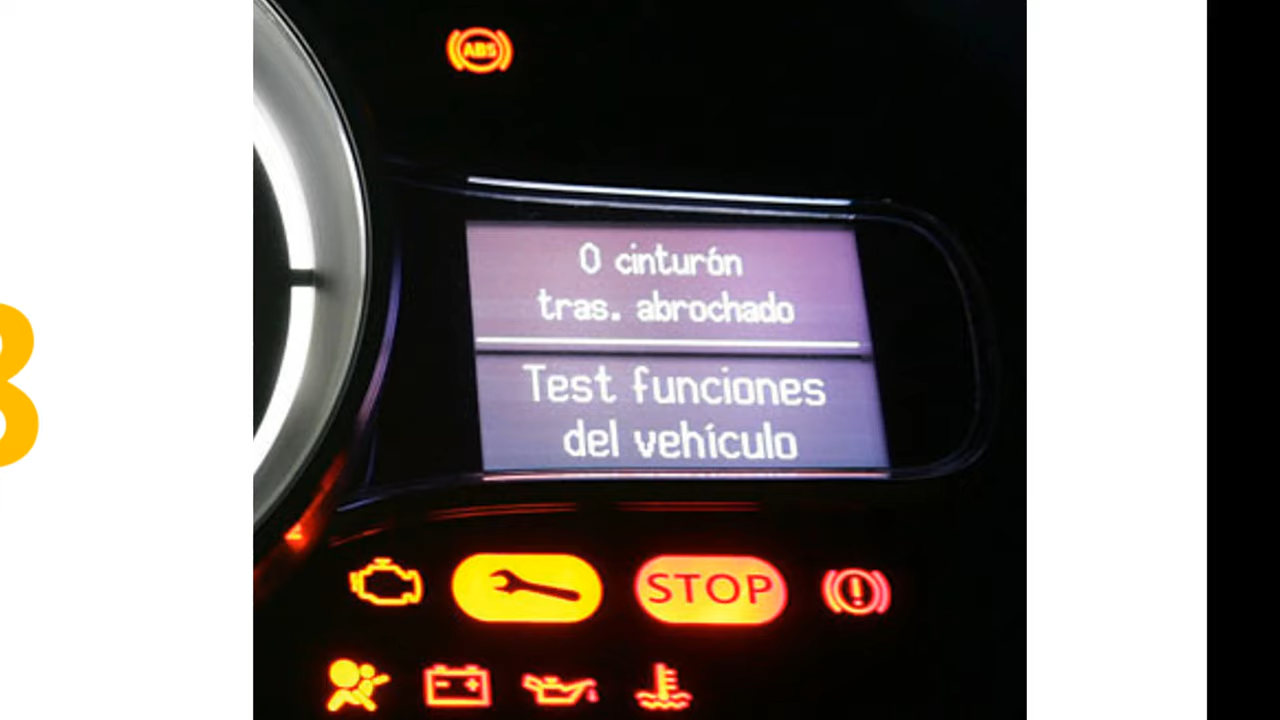 ABS
0 cinturón
tras. abrochado
Test funciones
del vehículo
STOP